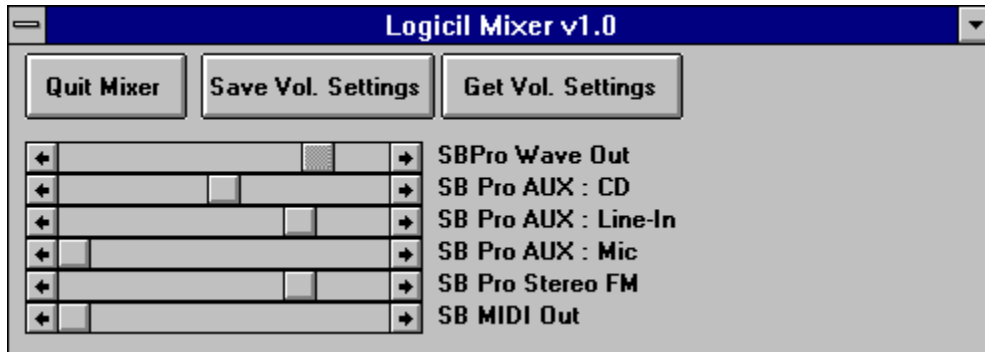 Logicil Mixer v1.0
Quit Mixer Save Vol. Settings Get Vol. Settings
SBPro Wave Out
SB Pro AUX : CD
SB Pro AUX : Line-In
SB Pro AUX : Mic
SB Pro Stereo FM
SB MIDI Out